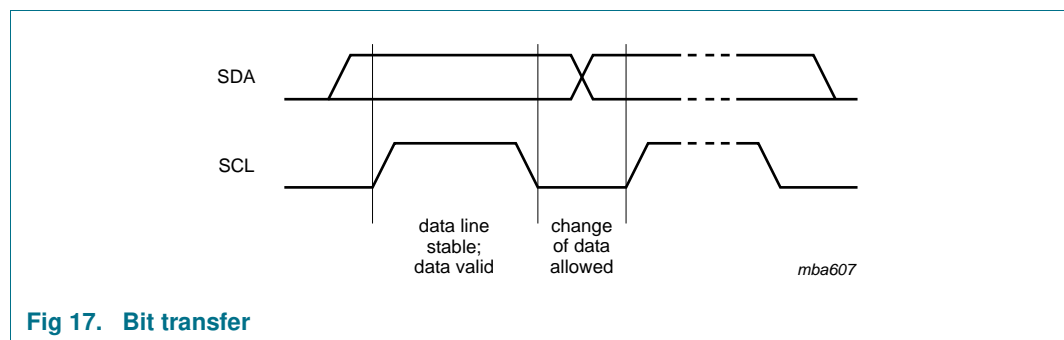 SDA
SCL
data line
stable;
data valid
change
of data
allowed
mba607
Fig 17. Bit transfer